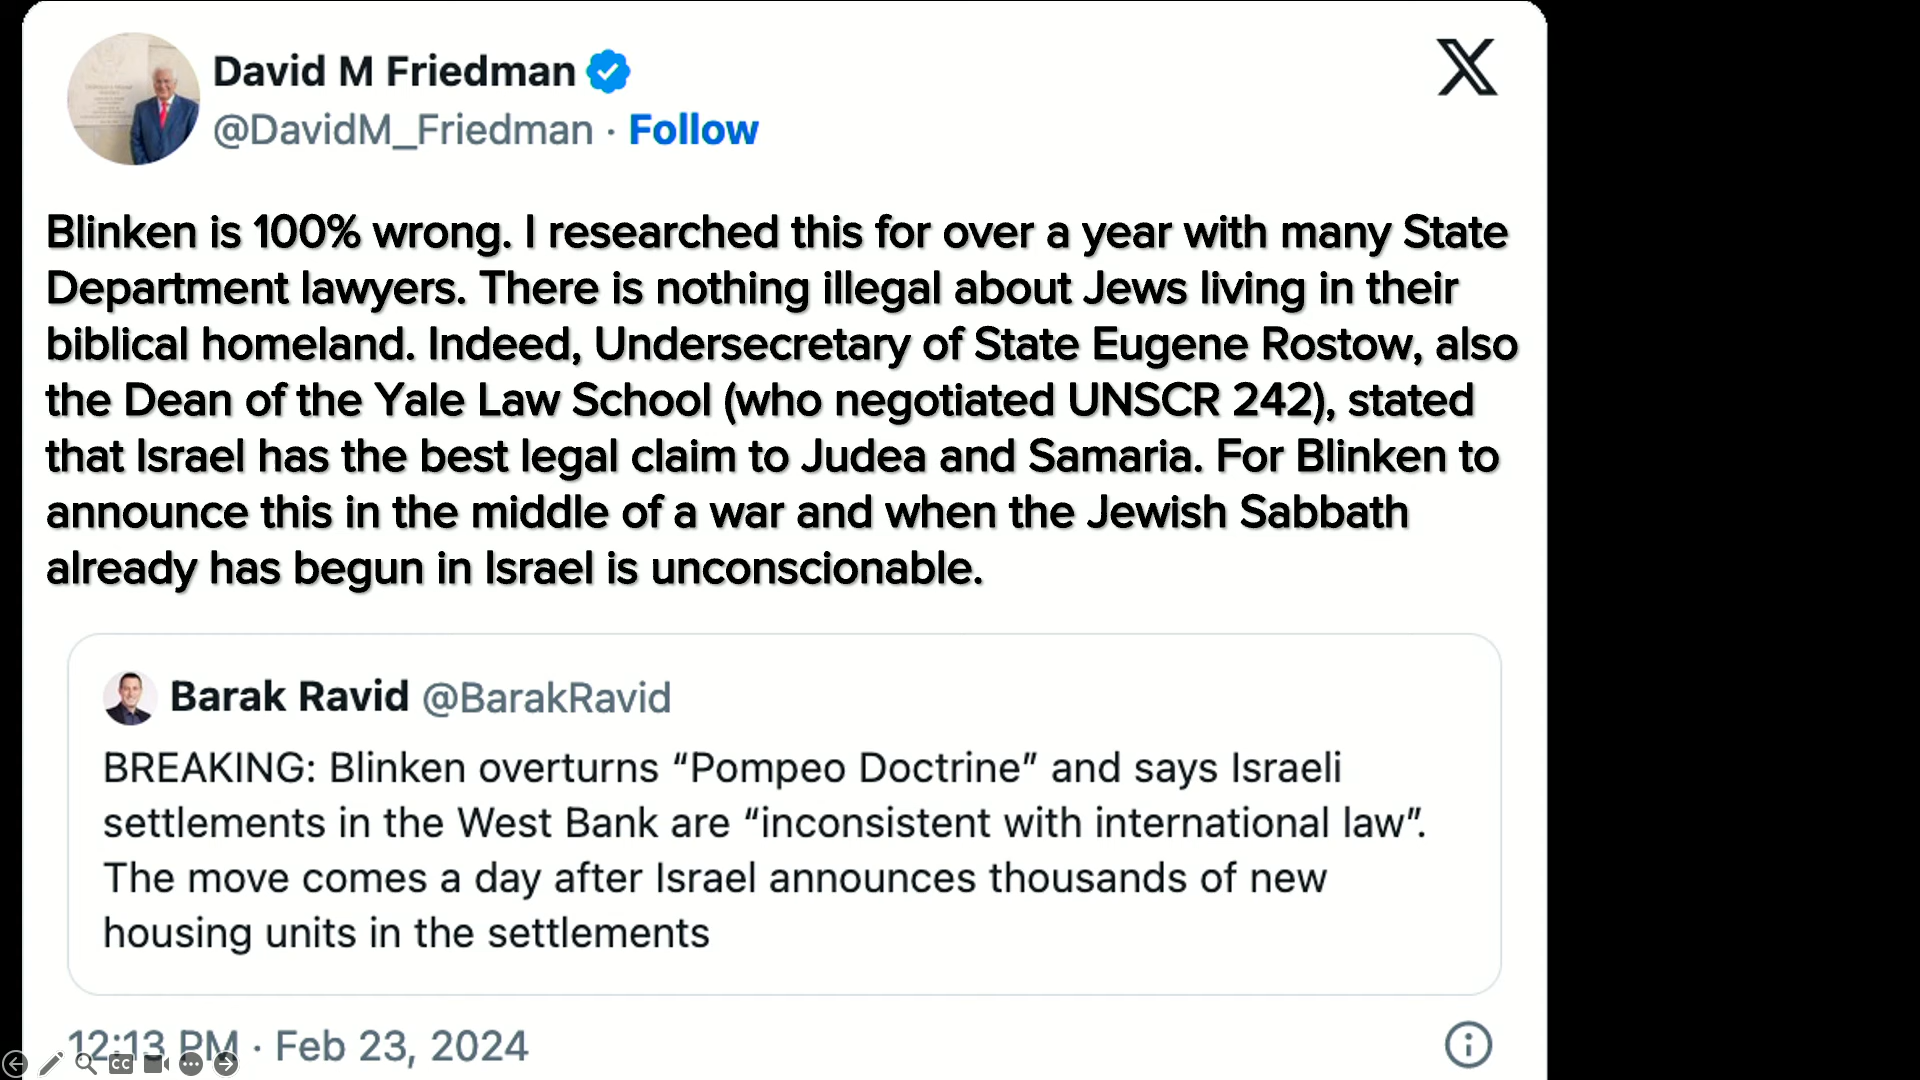 David M Friedman
@DavidM_Friedman · Follow
Blinken is 100% wrong. I researched this for over a year with many State
Department lawyers. There is nothing illegal about Jews living in their
biblical homeland. Indeed, Undersecretary of State Eugene Rostow, also
the Dean of the Yale Law School (who negotiated UNSCR 242), stated
that Israel has the best legal claim to Judea and Samaria. For Blinken to
announce this in the middle of a war and when the Jewish Sabbath
already has begun in Israel is unconscionable.
Barak Ravid @BarakRavid
BREAKING: Blinken overturns “Pompeo Doctrine” and says Israeli
settlements in the West Bank are “inconsistent with international law”.
The move comes a day after Israel announces thousands of new
housing units in the settlements
12:13 PM · Feb 23, 2024
CC